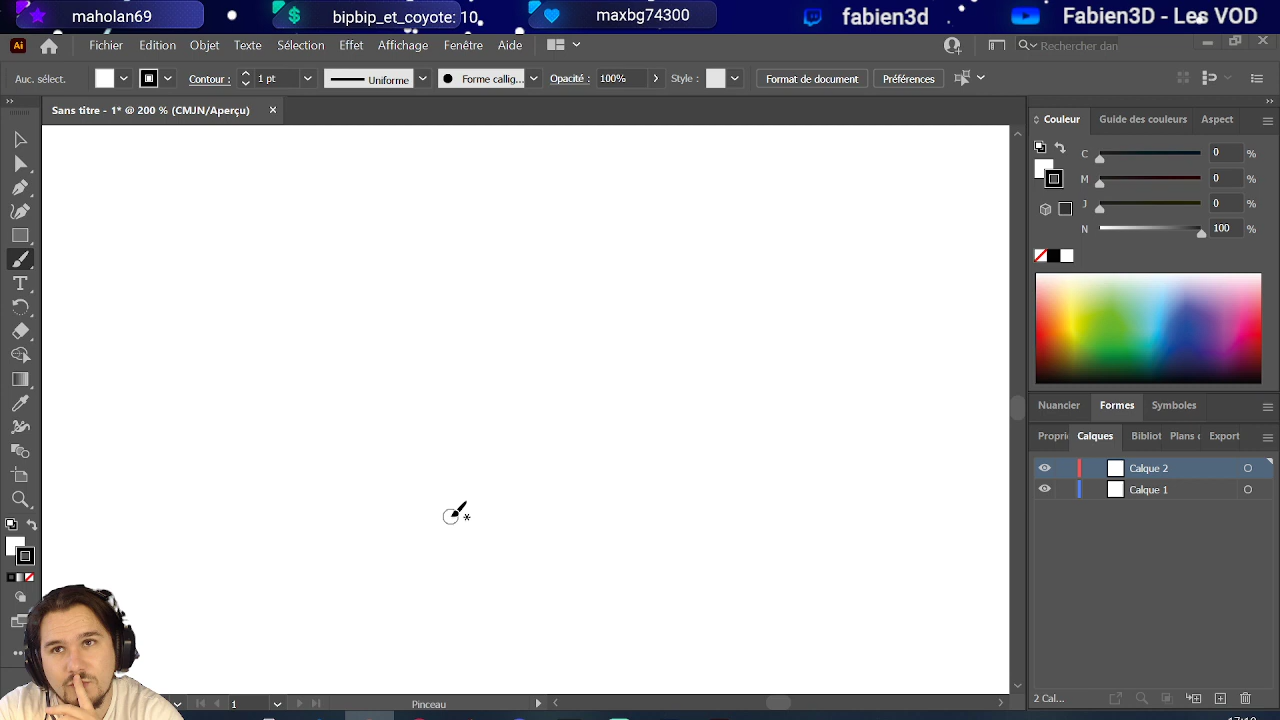 maholan69
bipbip_et_coyote: 10
maxbg74300
fabien3d
Fabien3D - Les VOD
Ai
Fichier
Edition
Objet
Texte
Sélection
Effet
Affichage
Fenêtre
Aide
Rechercher dan
Auc. sélect.
Contour :
1 pt
Uniforme
Forme callig...
Opacité :
100%
Style :
Format de document
Préférences
Sans titre - 1* @ 200 % (CMJN/Aperçu)
Couleur
Guide des couleurs
Aspect
C
0
%
M
0
%
J
0
%
N
100
%
Nuancier
Formes
Symboles
Propri
Calques
Bibliot
Plans d
Export
Calque 2
Calque 1
2 Cal...
1
Pinceau